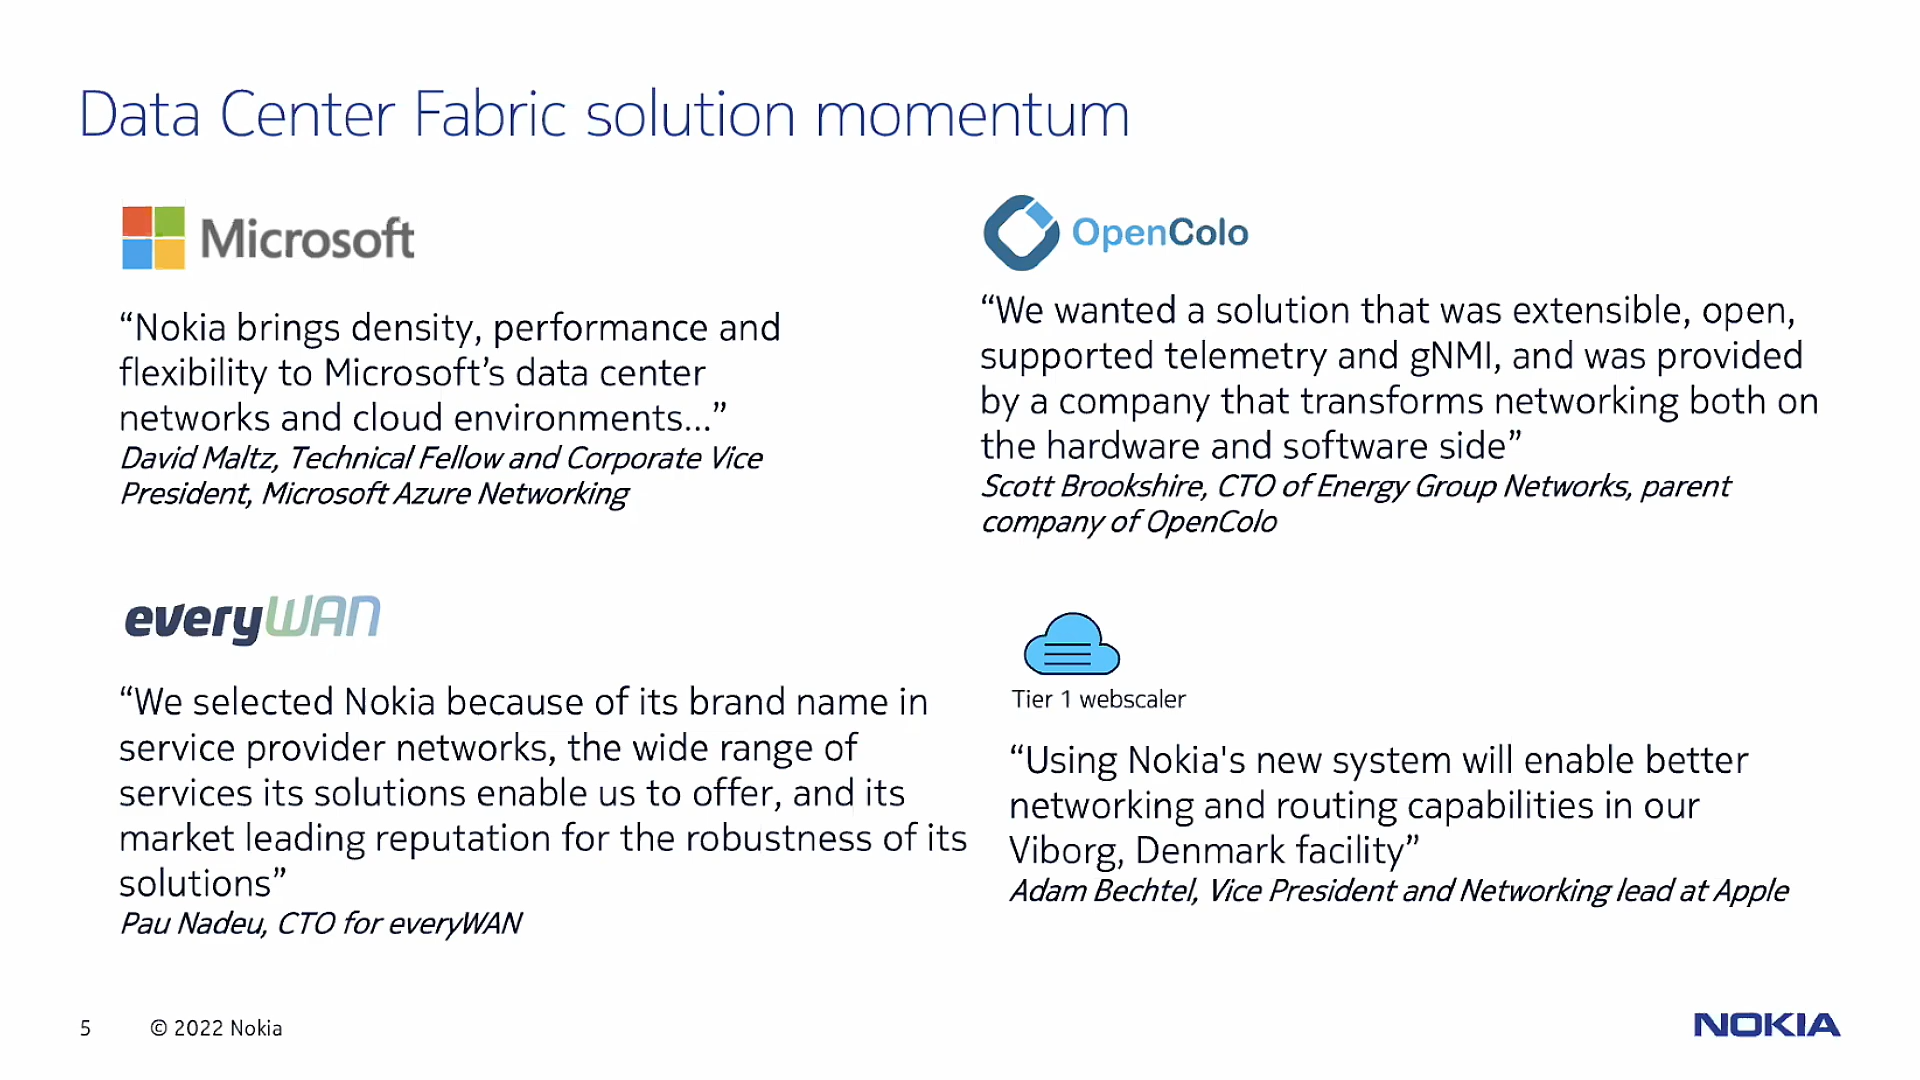 Data Center Fabric solution momentum
Microsoft
“Nokia brings density, performance and
flexibility to Microsoft’s data center
networks and cloud environments...”
David Maltz, Technical Fellow and Corporate Vice
President, Microsoft Azure Networking
OpenColo
“We wanted a solution that was extensible, open,
supported telemetry and gNMI, and was provided
by a company that transforms networking both on
the hardware and software side”
Scott Brookshire, CTO of Energy Group Networks, parent
company of OpenColo
everyWAN
“We selected Nokia because of its brand name in
service provider networks, the wide range of
services its solutions enable us to offer, and its
market leading reputation for the robustness of its
solutions”
Pau Nadeu, CTO for everyWAN
Tier 1 webscaler
“Using Nokia's new system will enable better
networking and routing capabilities in our
Viborg, Denmark facility”
Adam Bechtel, Vice President and Networking lead at Apple
5 © 2022 Nokia
NOKIA